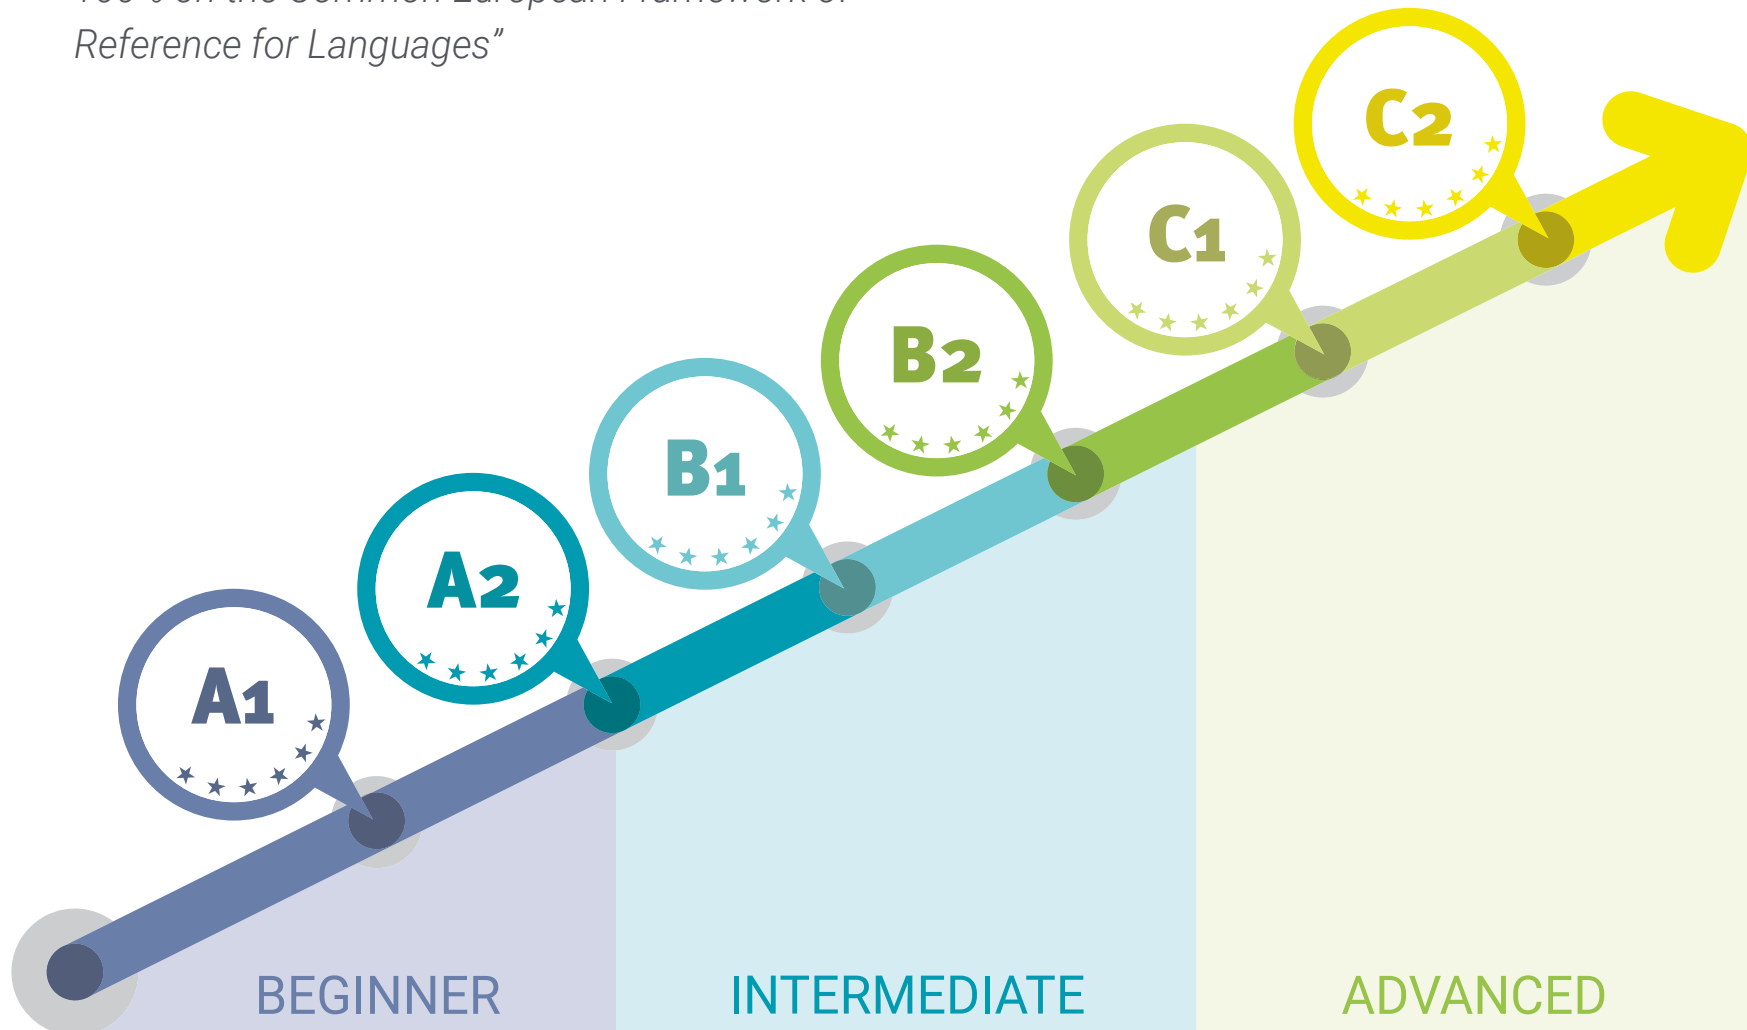 Reference for Languages”
C2
C1
B2
B1
A2
A1
BEGINNER INTERMEDIATE ADVANCED